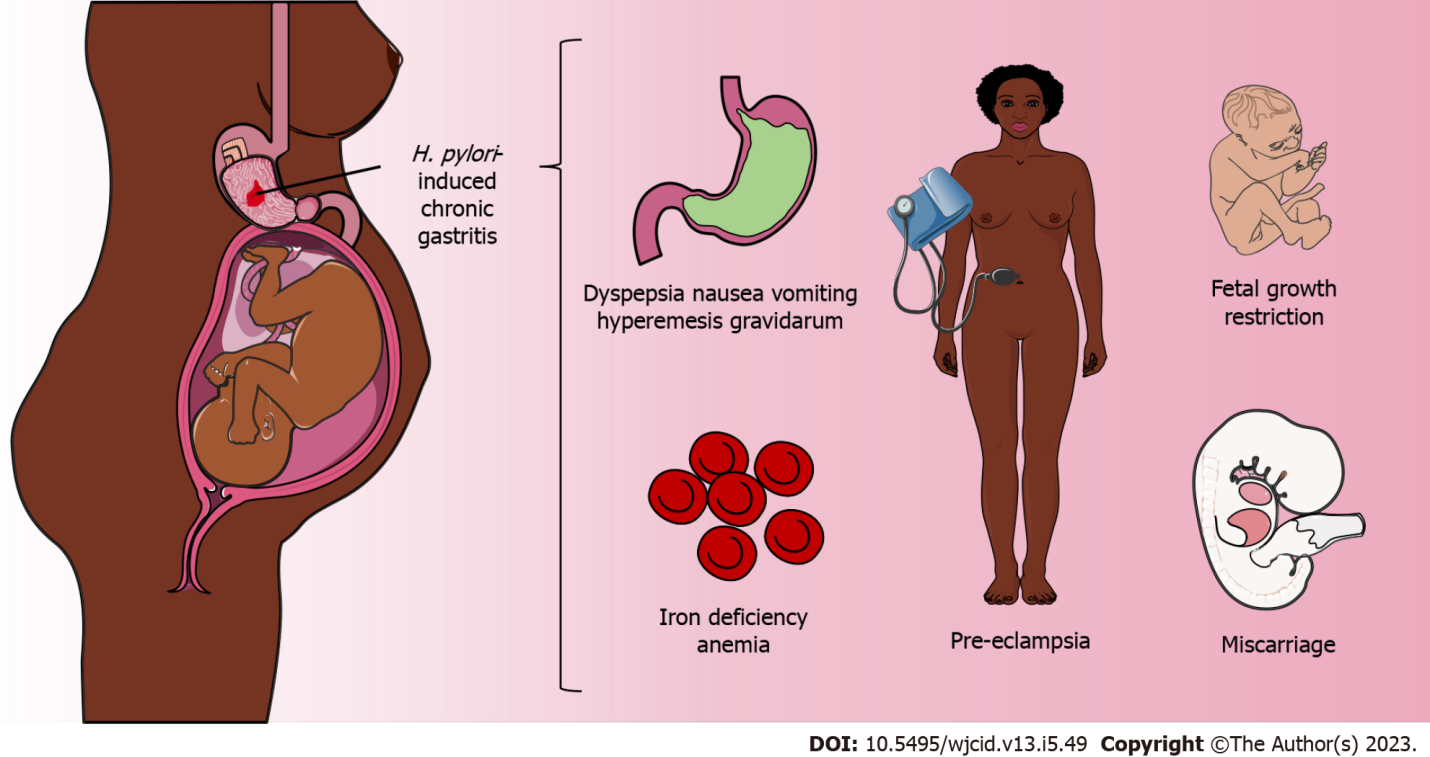 H. pylori-
induced
chronic
gastritis
Dyspepsia nausea vomiting
hyperemesis gravidarum
Iron deficiency
anemia
Pre-eclampsia
Fetal growth
restriction
Miscarriage
DOI: 10.5495/wjcid.v13.i5.49 Copyright ©The Author(s) 2023.